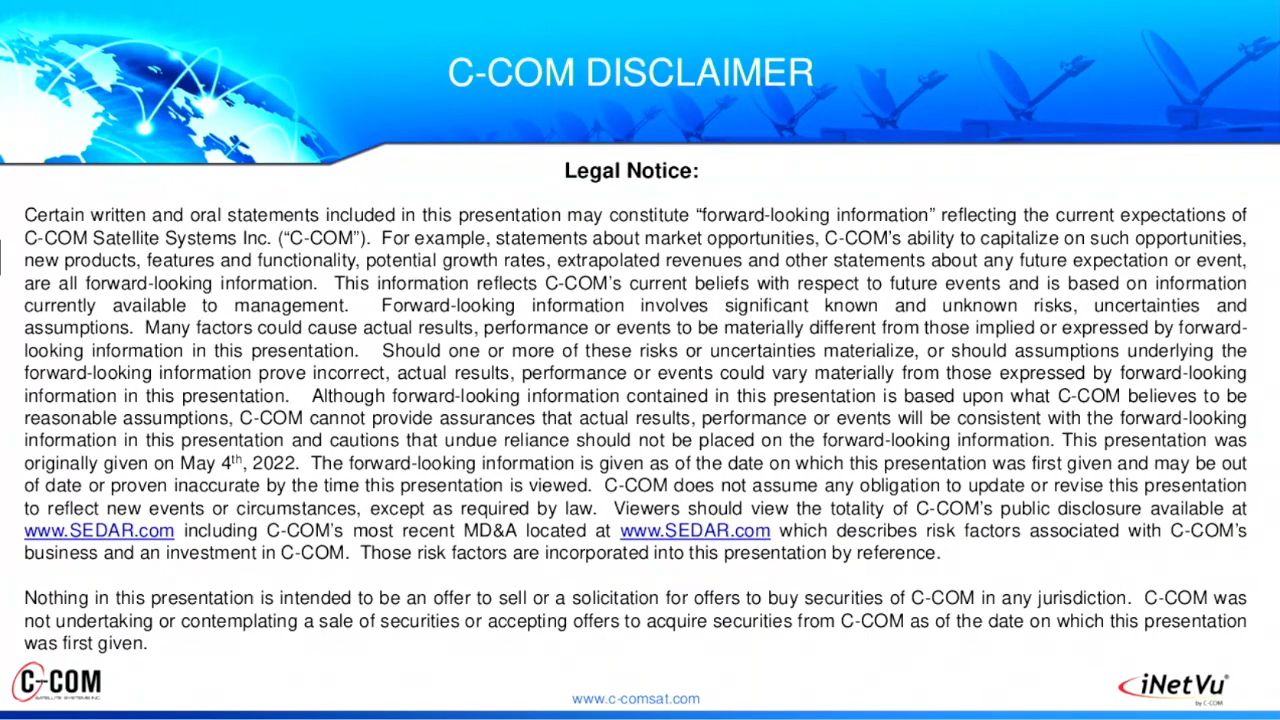 C-COM DISCLAIMER
Legal Notice:
Certain written and oral statements included in this presentation may constitute “forward-looking information” reflecting the current expectations of
C-COM Satellite Systems Inc. (“C-COM”). For example, statements about market opportunities, C-COM’s ability to capitalize on such opportunities,
new products, features and functionality, potential growth rates, extrapolated revenues and other statements about any future expectation or event,
are all forward-looking information. This information reflects C-COM’s current beliefs with respect to future events and is based on information
currently available to management. Forward-looking information involves significant known and unknown risks, uncertainties and
assumptions. Many factors could cause actual results, performance or events to be materially different from those implied or expressed by forward-
looking information in this presentation. Should one or more of these risks or uncertainties materialize, or should assumptions underlying the
forward-looking information prove incorrect, actual results, performance or events could vary materially from those expressed by forward-looking
information in this presentation. Although forward-looking information contained in this presentation is based upon what C-COM believes to be
reasonable assumptions, C-COM cannot provide assurances that actual results, performance or events will be consistent with the forward-looking
information in this presentation and cautions that undue reliance should not be placed on the forward-looking information. This presentation was
originally given on May 4th, 2022. The forward-looking information is given as of the date on which this presentation was first given and may be out
of date or proven inaccurate by the time this presentation is viewed. C-COM does not assume any obligation to update or revise this presentation
to reflect new events or circumstances, except as required by law. Viewers should view the totality of C-COM’s public disclosure available at
www.SEDAR.com including C-COM’s most recent MD&A located at www.SEDAR.com which describes risk factors associated with C-COM’s
business and an investment in C-COM. Those risk factors are incorporated into this presentation by reference.
Nothing in this presentation is intended to be an offer to sell or a solicitation for offers to buy securities of C-COM in any jurisdiction. C-COM was
not undertaking or contemplating a sale of securities or accepting offers to acquire securities from C-COM as of the date on which this presentation
was first given.
C-COM
SATELLITE SYSTEMS INC.
www.c-comsat.com
iNetVu®
by C-COM